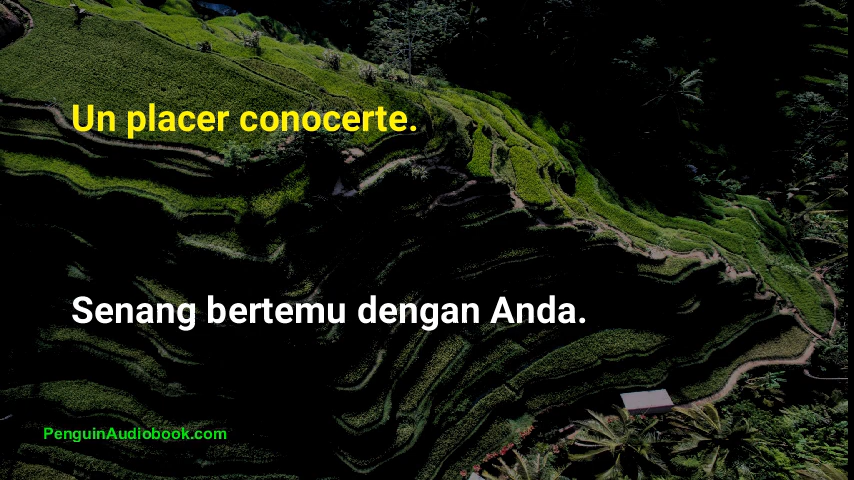 Un placer conocerte.
Senang bertemu dengan Anda.
PenguinAudiobook.com